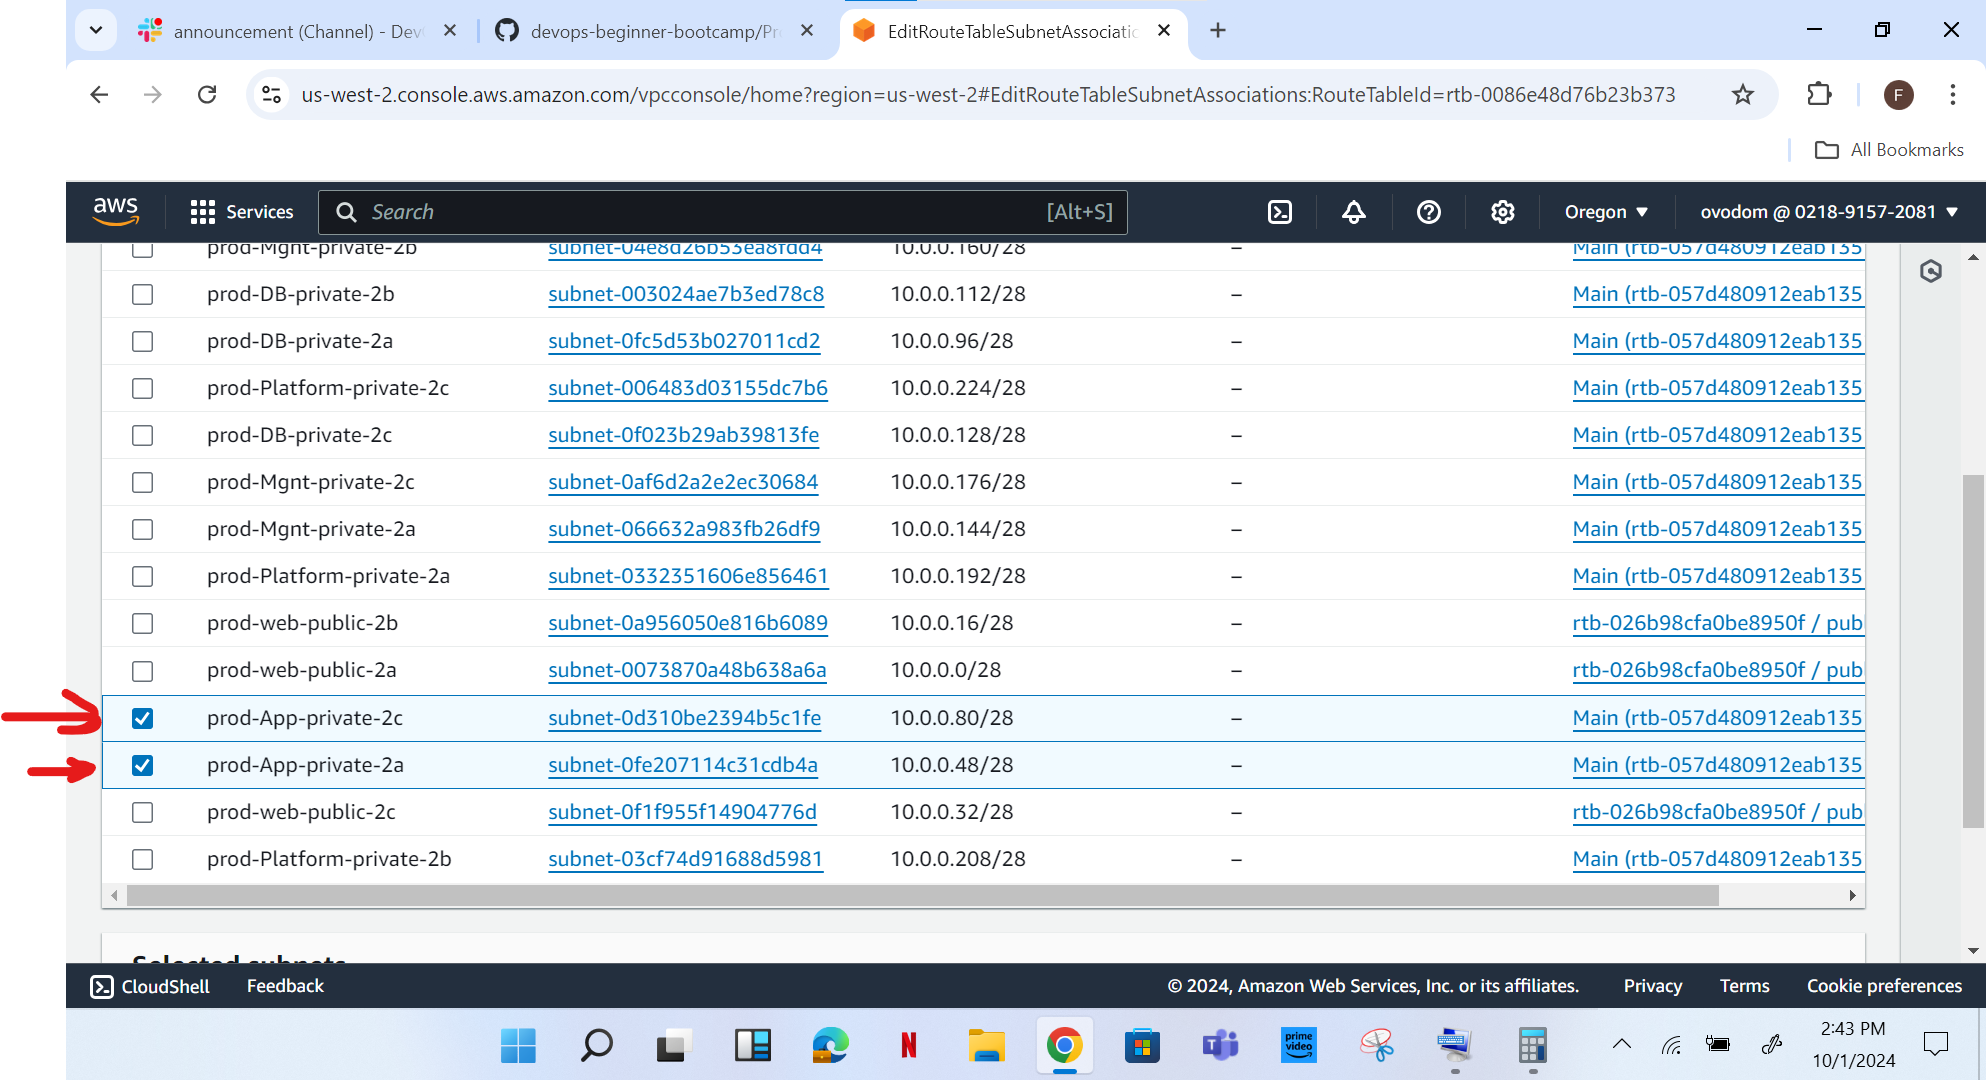 announcement (Channel) - Dev
devops-beginner-bootcamp/Pr
EditRouteTableSubnetAssociatic
us-west-2.console.aws.amazon.com/vpcconsole/home?region=us-west-2#EditRouteTableSubnetAssociations:RouteTableId=rtb-0086e48d76b23b373
F
All Bookmarks
aws Services Search [Alt+S] Oregon ovodom @ 0218-9157-2081
prod-Mgnt-private-2b subnet-04e8d26b53ea8fdd4 10.0.0.160/28 Main (rtb-057d480912eab135
prod-DB-private-2b subnet-003024ae7b3ed78c8 10.0.0.112/28 – Main (rtb-057d480912eab135
prod-DB-private-2a subnet-0fc5d53b027011cd2 10.0.0.96/28 – Main (rtb-057d480912eab135
prod-Platform-private-2c subnet-006483d03155dc7b6 10.0.0.224/28 – Main (rtb-057d480912eab135
prod-DB-private-2c subnet-0f023b29ab39813fe 10.0.0.128/28 – Main (rtb-057d480912eab135
prod-Mgnt-private-2c subnet-0af6d2a2e2ec30684 10.0.0.176/28 – Main (rtb-057d480912eab135
prod-Mgnt-private-2a subnet-066632a983fb26df9 10.0.0.144/28 – Main (rtb-057d480912eab135
prod-Platform-private-2a subnet-0332351606e856461 10.0.0.192/28 – Main (rtb-057d480912eab135
prod-web-public-2b subnet-0a956050e816b6089 10.0.0.16/28 – rtb-026b98cfa0be8950f / publ
prod-web-public-2a subnet-0073870a48b638a6a 10.0.0.0/28 – rtb-026b98cfa0be8950f / publ
prod-App-private-2c subnet-0d310be2394b5c1fe 10.0.0.80/28 – Main (rtb-057d480912eab135
prod-App-private-2a subnet-0fe207114c31cdb4a 10.0.0.48/28 – Main (rtb-057d480912eab135
prod-web-public-2c subnet-0f1f955f14904776d 10.0.0.32/28 – rtb-026b98cfa0be8950f / publ
prod-Platform-private-2b subnet-03cf74d91688d5981 10.0.0.208/28 – Main (rtb-057d480912eab135
Selected subnets
CloudShell Feedback © 2024, Amazon Web Services, Inc. or its affiliates. Privacy Terms Cookie preferences
prime video
2:43 PM
10/1/2024